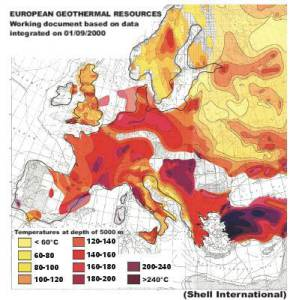 EUROPEAN GEOTHERMAL RESOURCES
Working document based on data
integrated on 01/09/2000
Temperatures at depth of 5000 m
< 60°C 120-140
60-80 140-160
80-100 160-180 200-240
100-120 180-200 >240°C
(Shell International)